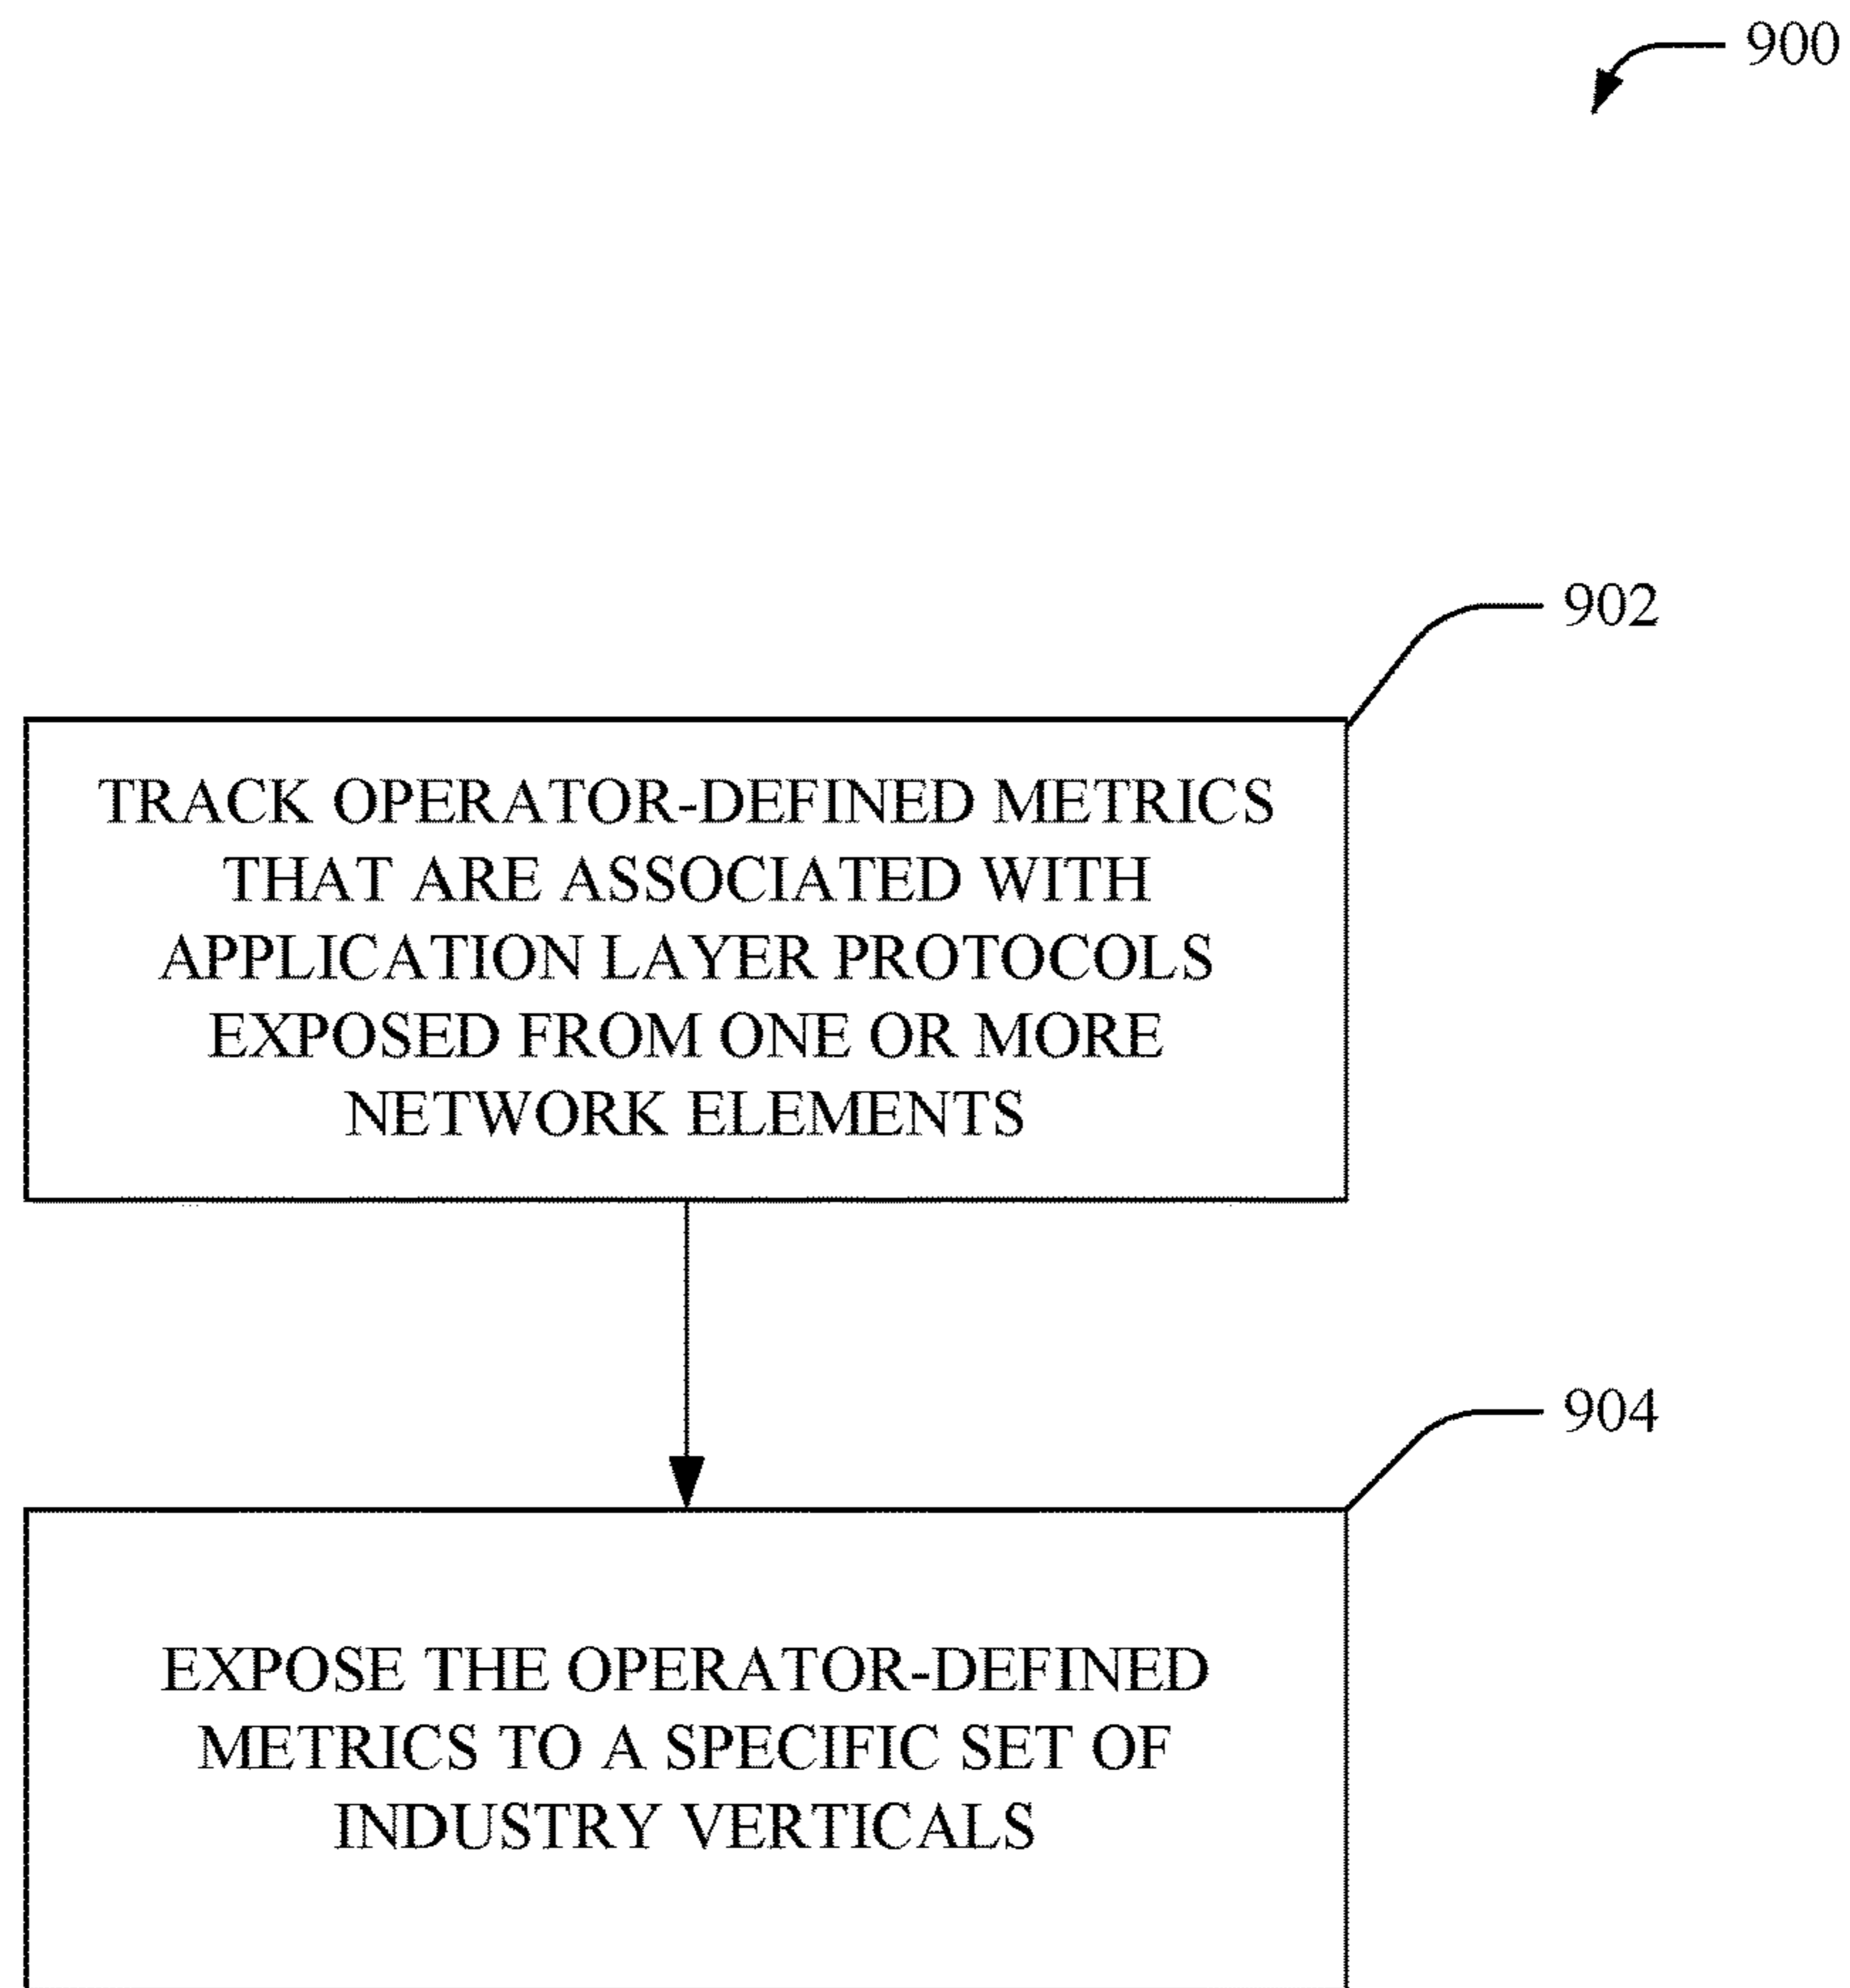 900
902
TRACK OPERATOR-DEFINED METRICS
THAT ARE ASSOCIATED WITH
APPLICATION LAYER PROTOCOLS
EXPOSED FROM ONE OR MORE
NETWORK ELEMENTS
904
EXPOSE THE OPERATOR-DEFINED
METRICS TO A SPECIFIC SET OF
INDUSTRY VERTICALS